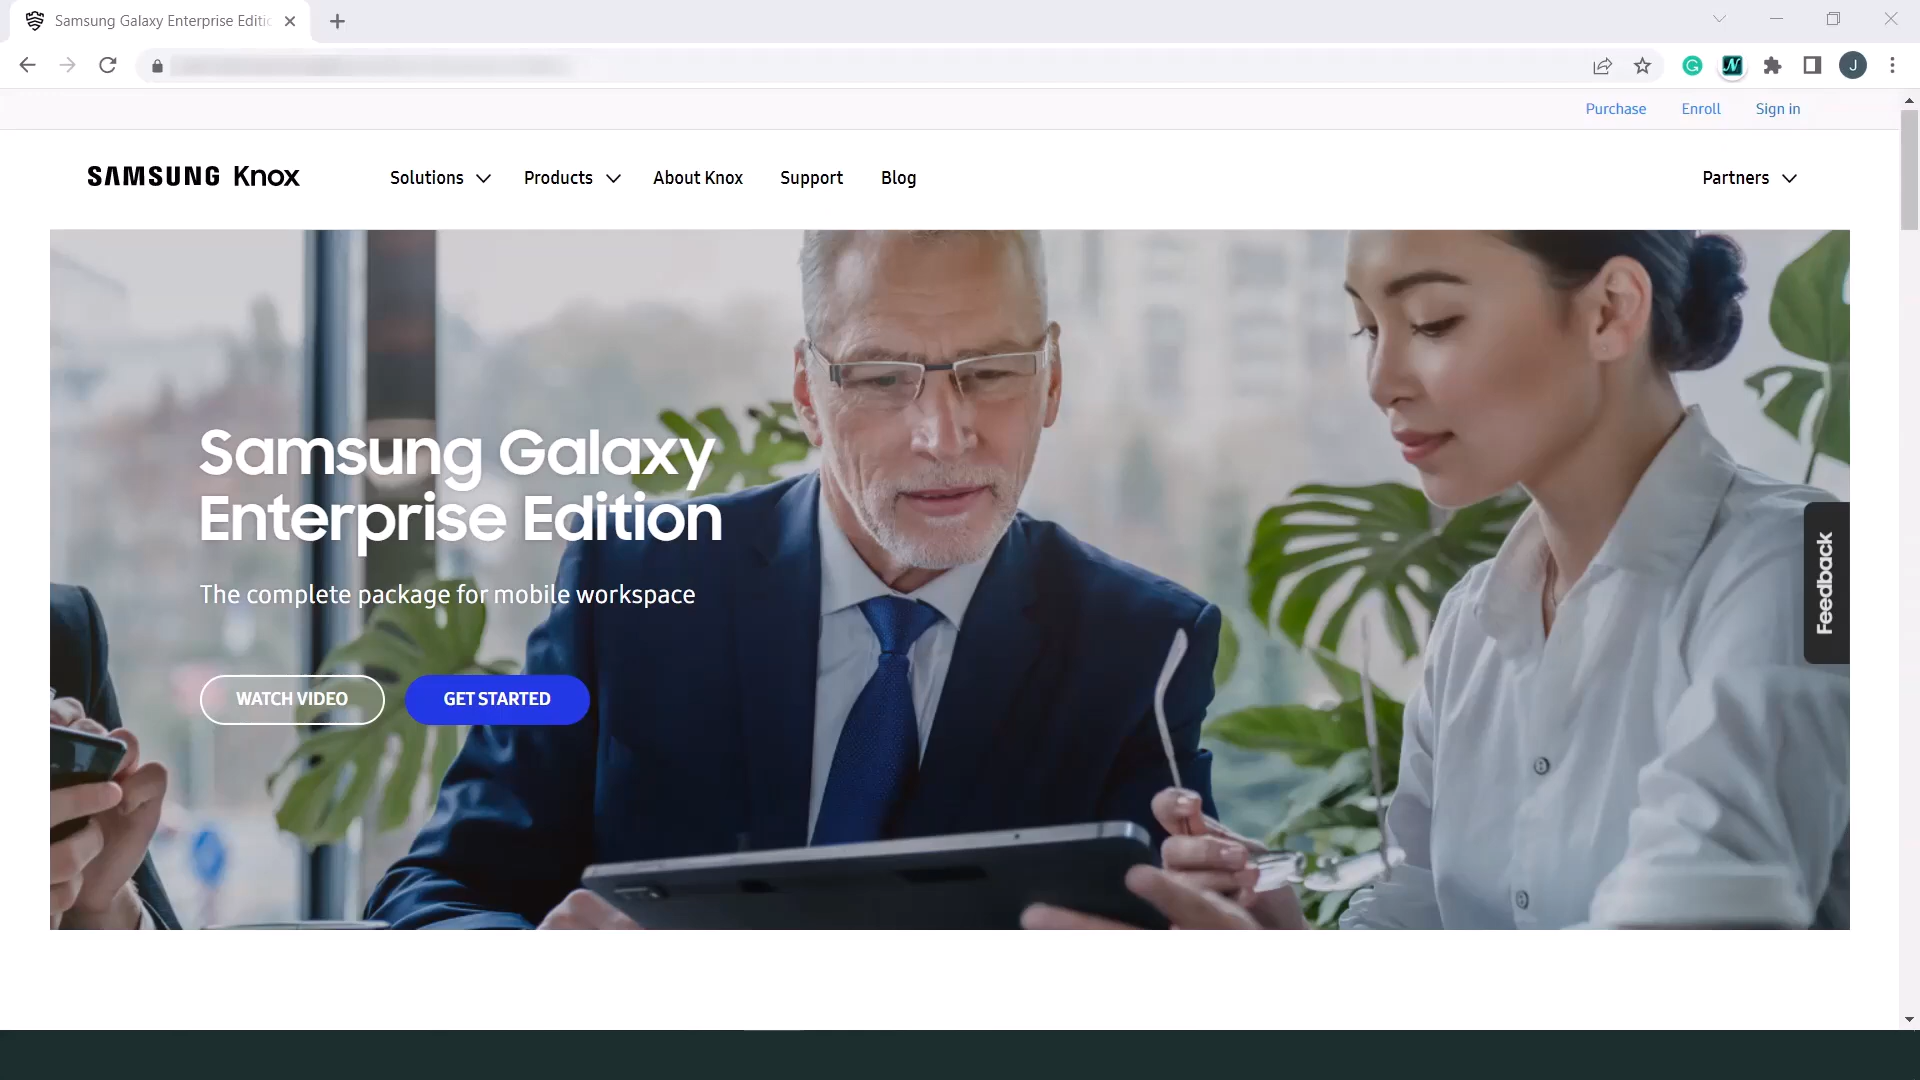 Samsung Galaxy Enterprise Editic
J
Purchase
Enroll
Sign in
SAMSUNG Knox
Solutions
Products
About Knox
Support
Blog
Partners
Samsung Galaxy
Enterprise Edition
The complete package for mobile workspace
WATCH VIDEO
GET STARTED
Feedback